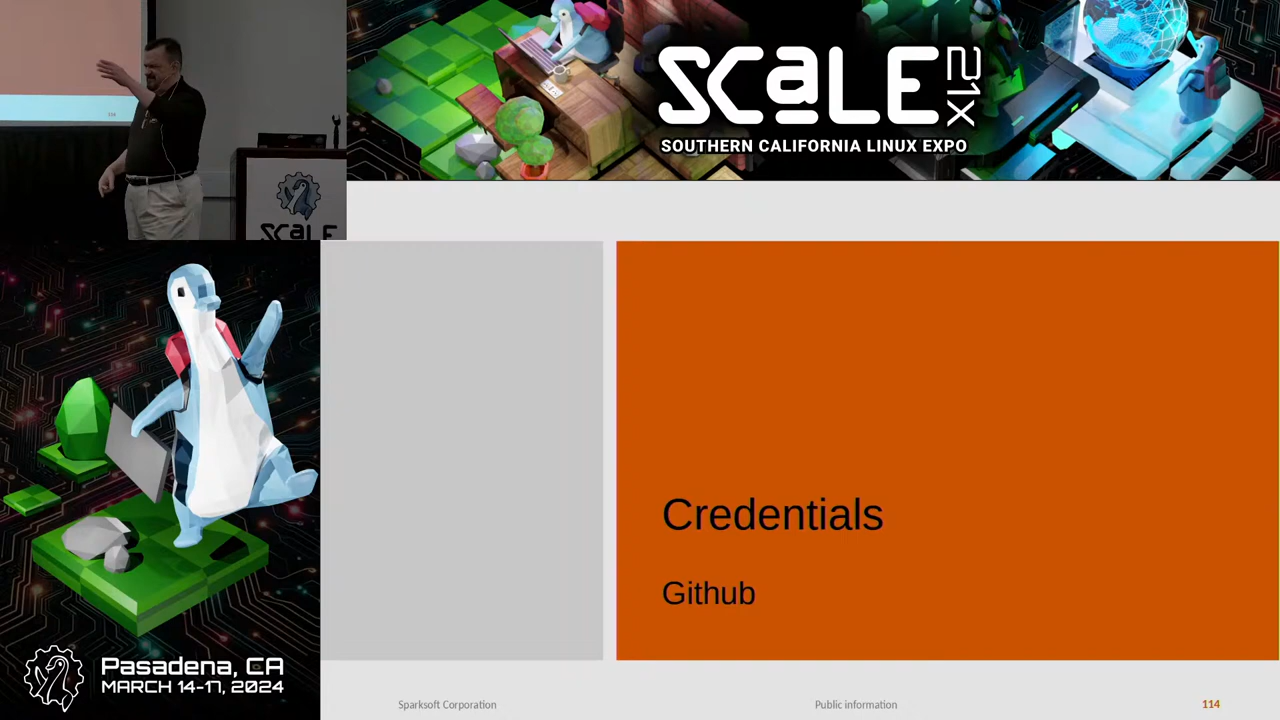 SCaLE 21X
SOUTHERN CALIFORNIA LINUX EXPO
SCaLE
Credentials
Github
Pasadena, CA
MARCH 14-17, 2024
Sparksoft Corporation
Public information
114